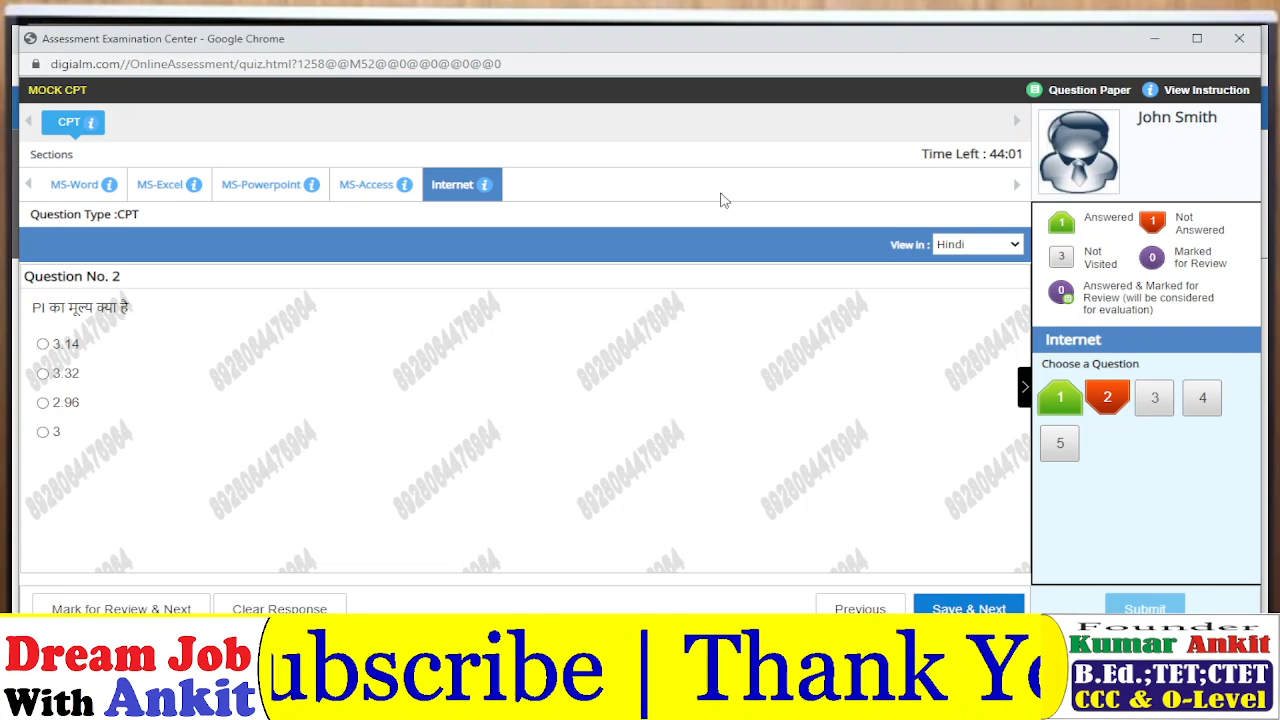 Assessment Examination Center - Google Chrome
digialm.com//OnlineAssessment/quiz.html?1258@@M52@@0@@0@@0@@0
MOCK CPT
Question Paper
View Instruction
CPT
John Smith
Sections
Time Left : 44:01
MS-Word
MS-Excel
MS-Powerpoint
MS-Access
Internet
Question Type :CPT
View in :
Hindi
1
Answered
1
Not
Answered
3
Not
Visited
0
Marked
for Review
0
Answered & Marked for
Review (will be considered
for evaluation)
Question No. 2
PI का मूल्य क्या है
3.14
3.32
2.96
3
8928064476984
Internet
Choose a Question
1
2
3
4
5
Mark for Review & Next
Clear Response
Previous
Save & Next
Submit
Dream Job
With Ankit
ubscribe | Thank Yo
Founder
Kumar Ankit
B.Ed.;TET;CTET
CCC & O-Level